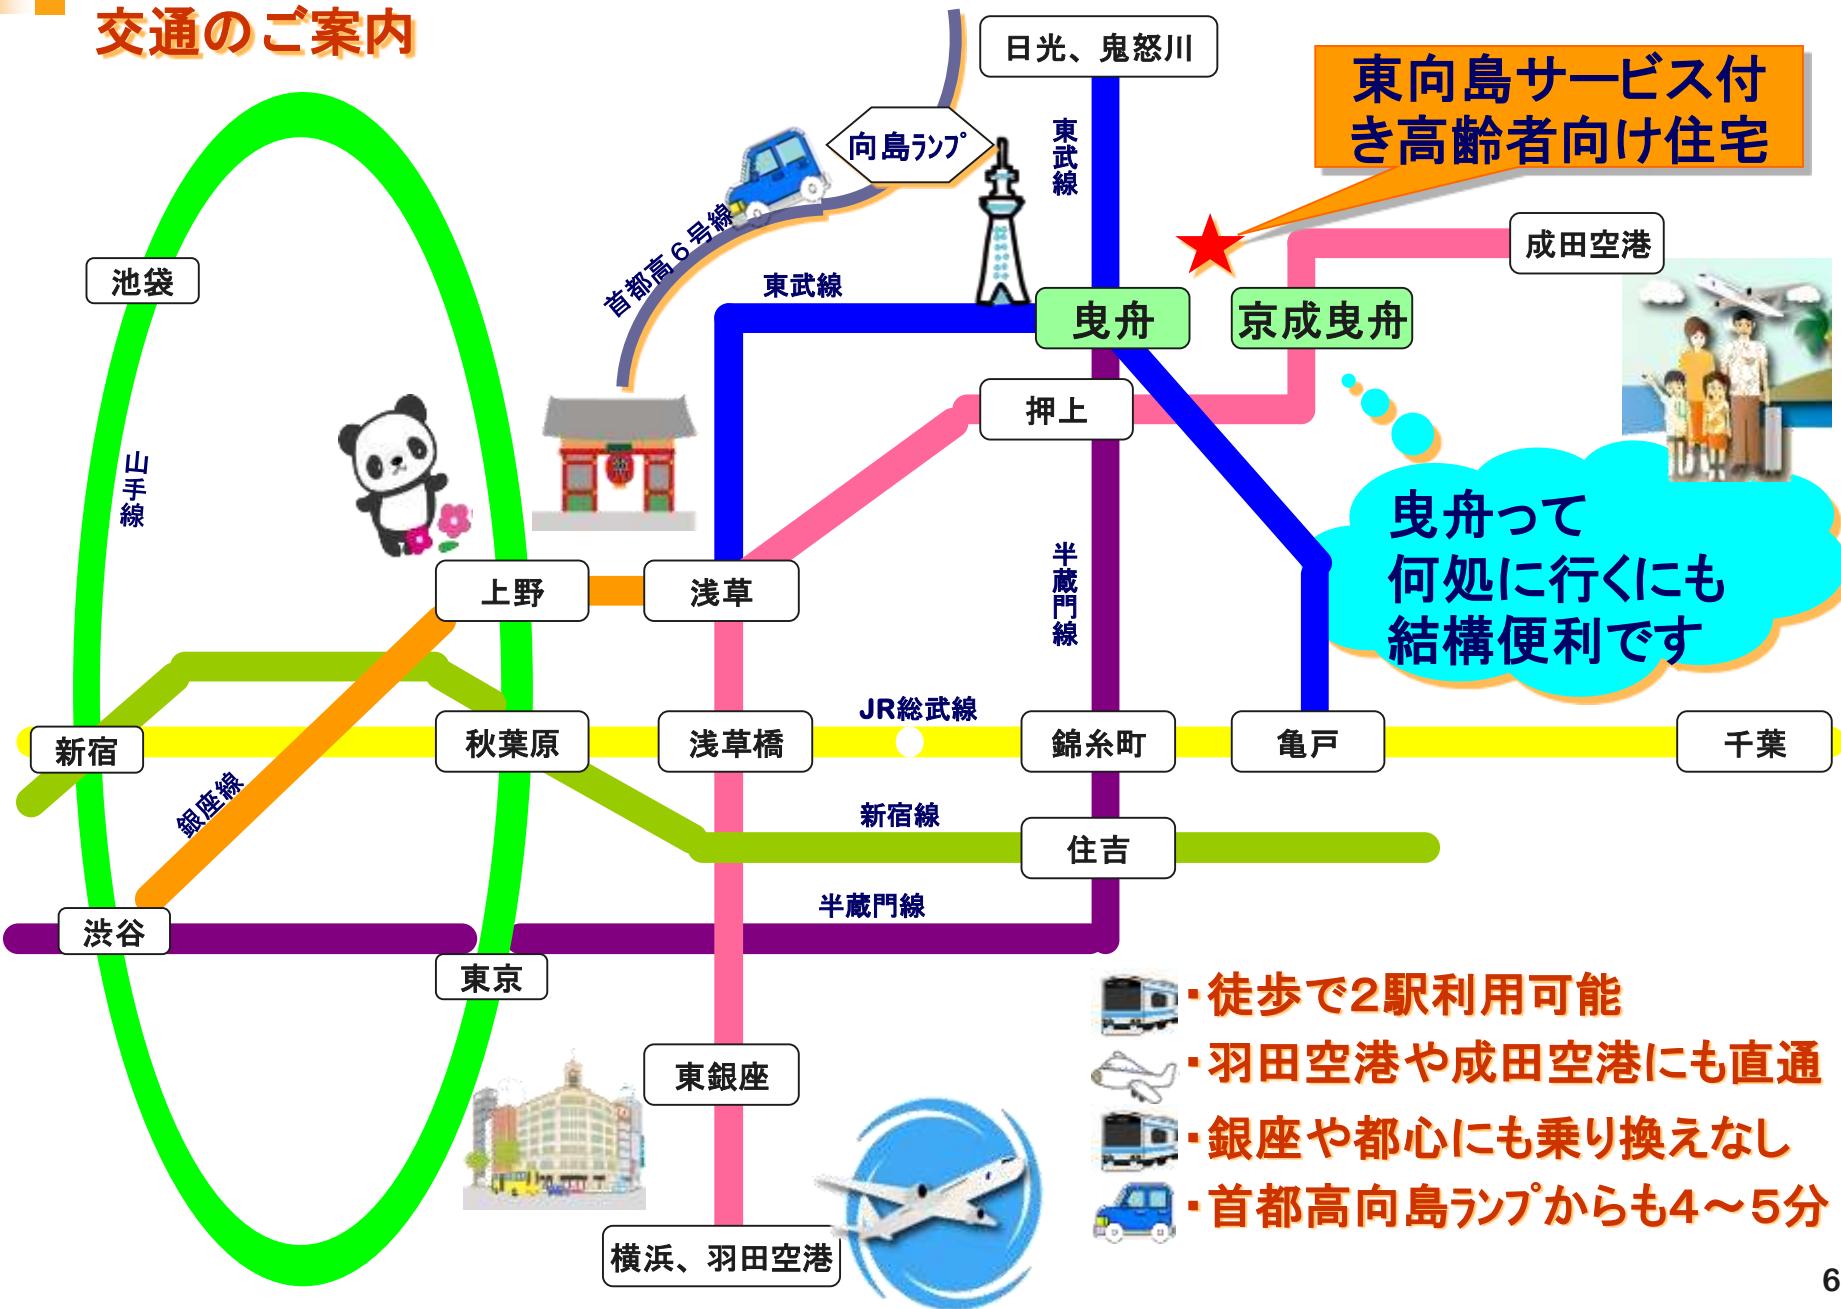 交通のご案内
日光、鬼怒川
東向島サービス付
き高齢者向け住宅
向島ランプ
東武線
首都高６号線
成田空港
池袋
東武線
曳舟
京成曳舟
押上
山手線
曳舟って
何処に行くにも
結構便利です
半蔵門線
上野
浅草
JR総武線
新宿
秋葉原
浅草橋
錦糸町
亀戸
千葉
銀座線
新宿線
住吉
半蔵門線
渋谷
東京
・徒歩で２駅利用可能
・羽田空港や成田空港にも直通
東銀座
・銀座や都心にも乗り換えなし
・首都高向島ランプからも４～５分
横浜、羽田空港
6